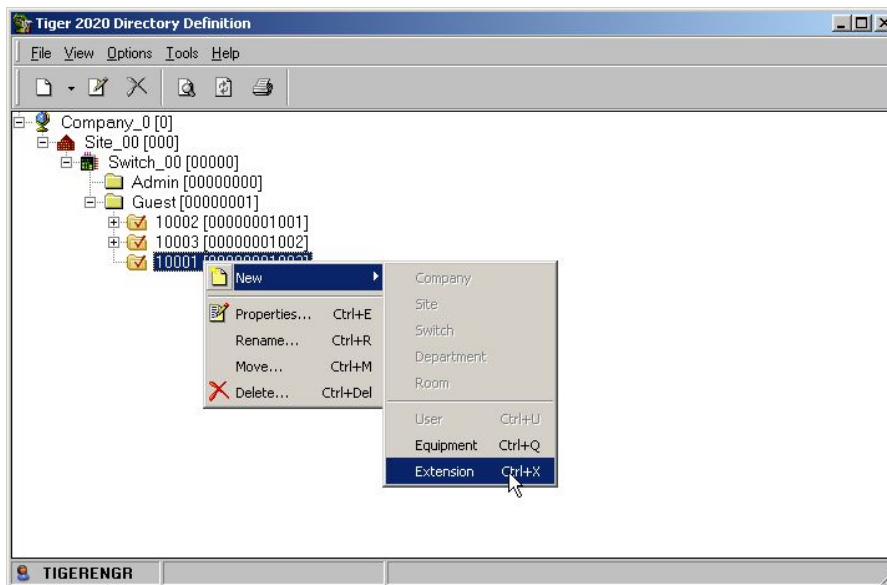 Tiger 2020 Directory Definition
File View Options Tools Help
Company_0 [0]
Site_00 [000]
Switch_00 [00000]
Admin [00000000]
Guest [00000001]
10002 [00000001001]
10003 [00000001002]
10001
New
Properties... Ctrl+E
Rename... Ctrl+R
Move... Ctrl+M
Delete... Ctrl+Del
Company
Site
Switch
Department
Room
User Ctrl+U
Equipment Ctrl+Q
Extension Ctrl+X
TIGERENGR